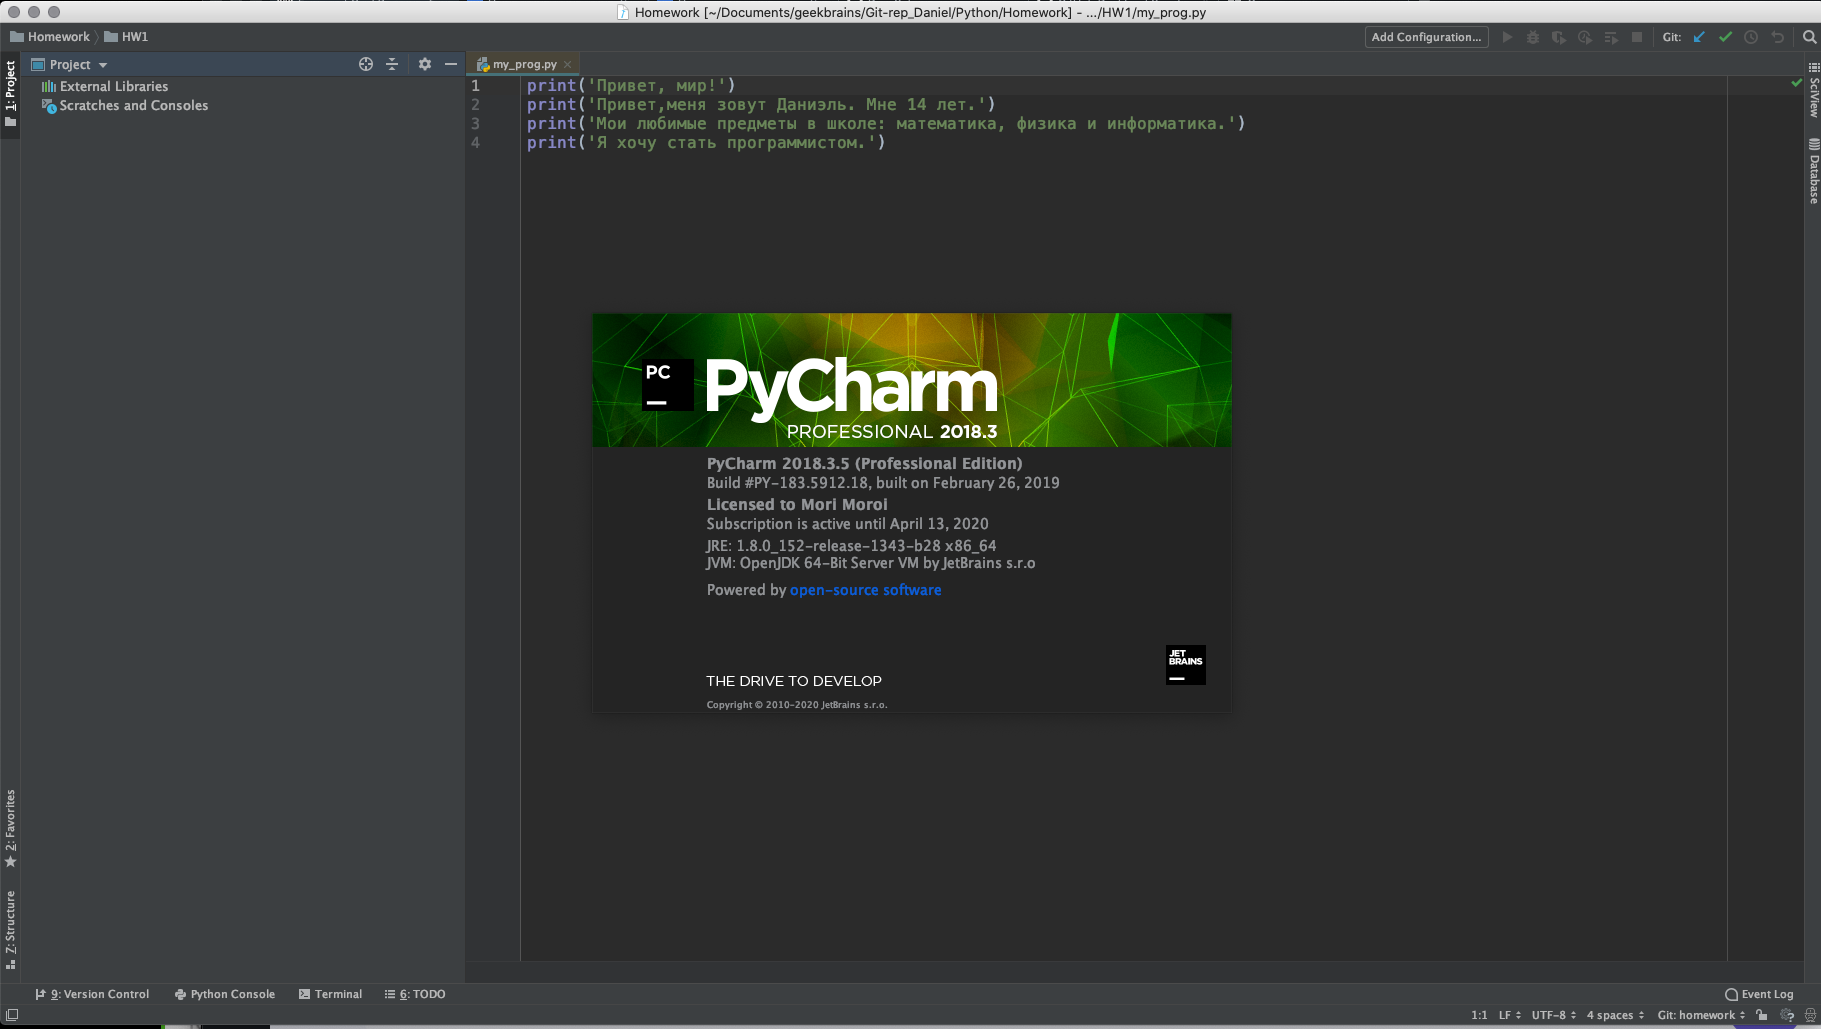 Homework [~/Documents/geekbrains/Git-rep_Daniel/Python/Homework] - .../HW1/my_prog.py
Homework HW1
Add Configuration... Git:
1: Project
Project
External Libraries
Scratches and Consoles
my_prog.py
1 print('Привет, мир!')
2 print('Привет,меня зовут Даниэль. Мне 14 лет.')
3 print('Мои любимые предметы в школе: математика, физика и информатика.')
4 print('Я хочу стать программистом.')
SciView
Database
PC
PyCharm
PROFESSIONAL 2018.3
PyCharm 2018.3.5 (Professional Edition)
Build #PY-183.5912.18, built on February 26, 2019
Licensed to Mori Moroi
Subscription is active until April 13, 2020
JRE: 1.8.0_152-release-1343-b28 x86_64
JVM: OpenJDK 64-Bit Server VM by JetBrains s.r.o
Powered by open-source software
JET
BRAINS
THE DRIVE TO DEVELOP
Copyright © 2010-2020 JetBrains s.r.o.
2: Favorites
Z: Structure
9: Version Control Python Console Terminal 6: TODO Event Log
1:1 LF UTF-8 4 spaces Git: homework